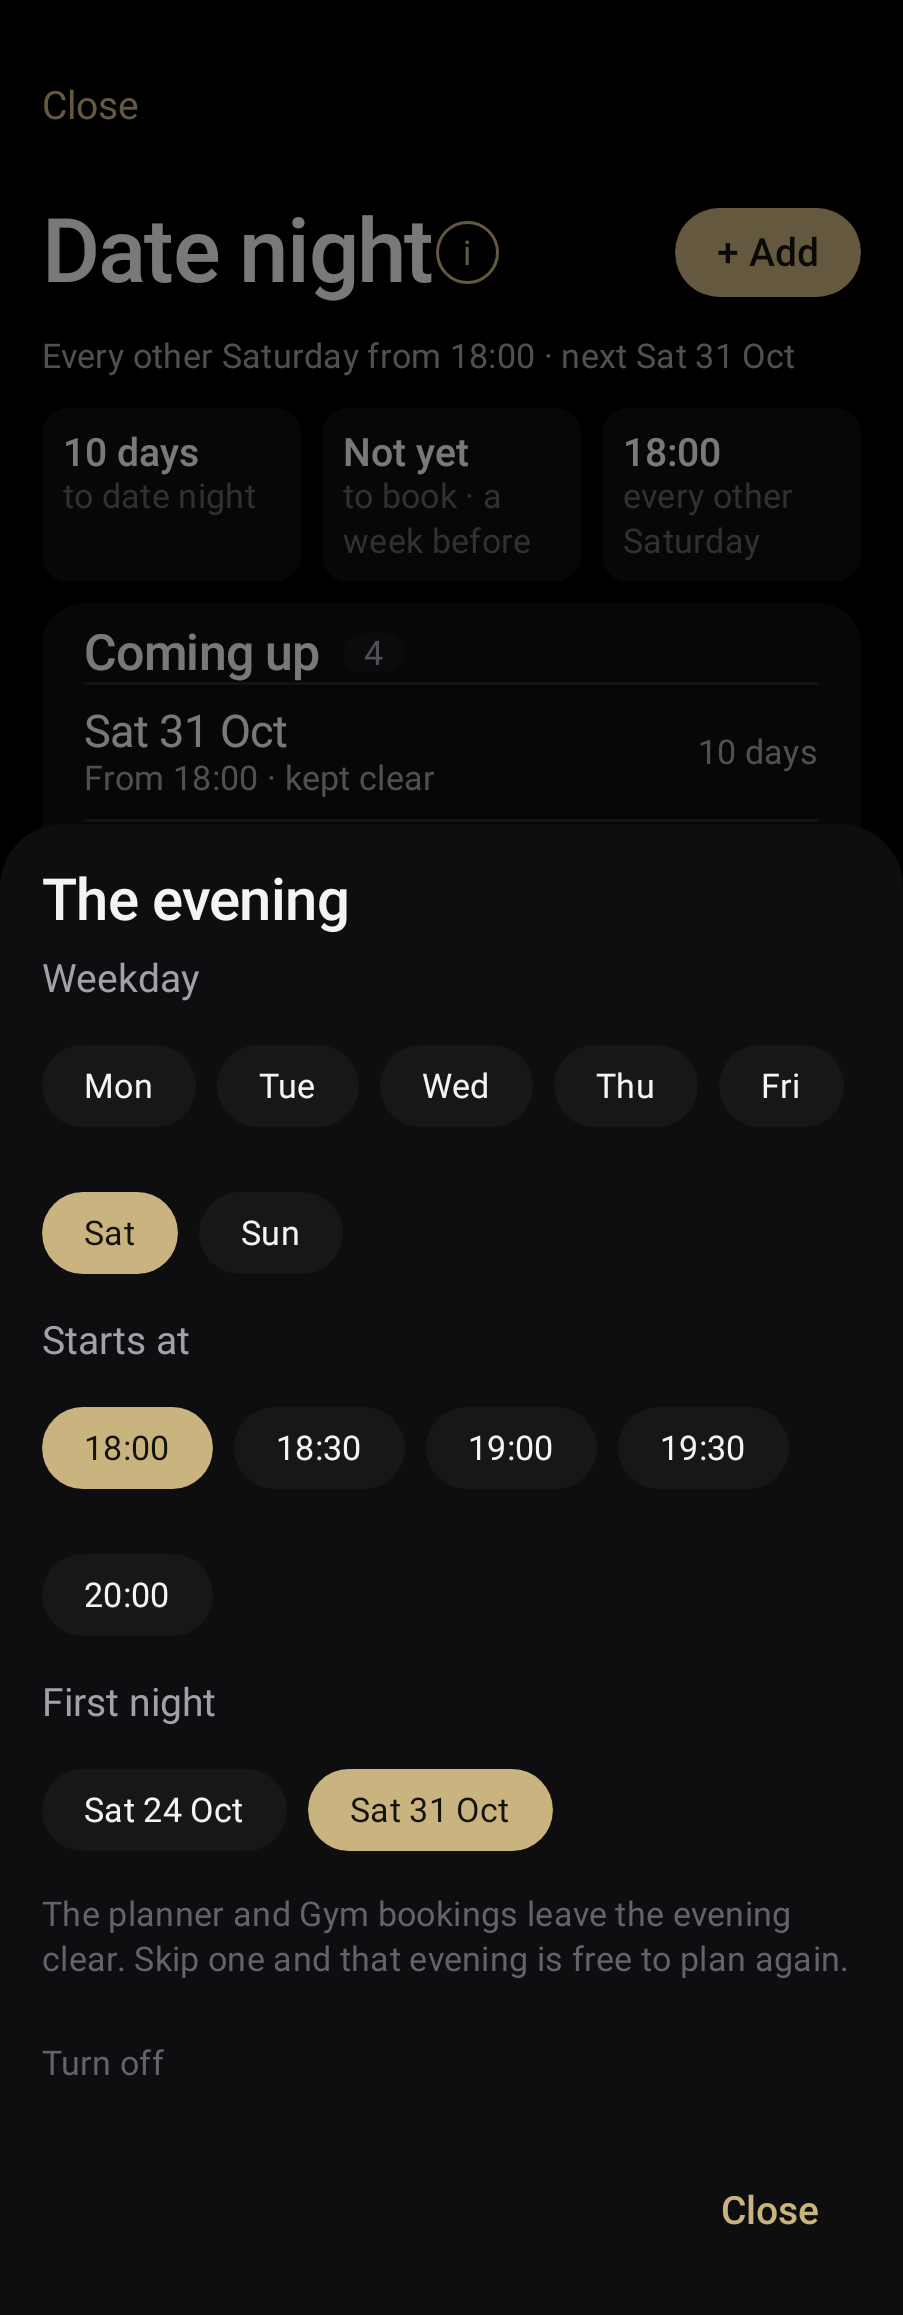 Close
Date night i
+ Add
Every other Saturday from 18:00 · next Sat 31 Oct
10 days
to date night
Not yet
to book · a
week before
18:00
every other
Saturday
Coming up 4
Sat 31 Oct
From 18:00 · kept clear
10 days
The evening
Weekday
Mon Tue Wed Thu Fri
Sat Sun
Starts at
18:00 18:30 19:00 19:30
20:00
First night
Sat 24 Oct Sat 31 Oct
The planner and Gym bookings leave the evening
clear. Skip one and that evening is free to plan again.
Turn off
Close